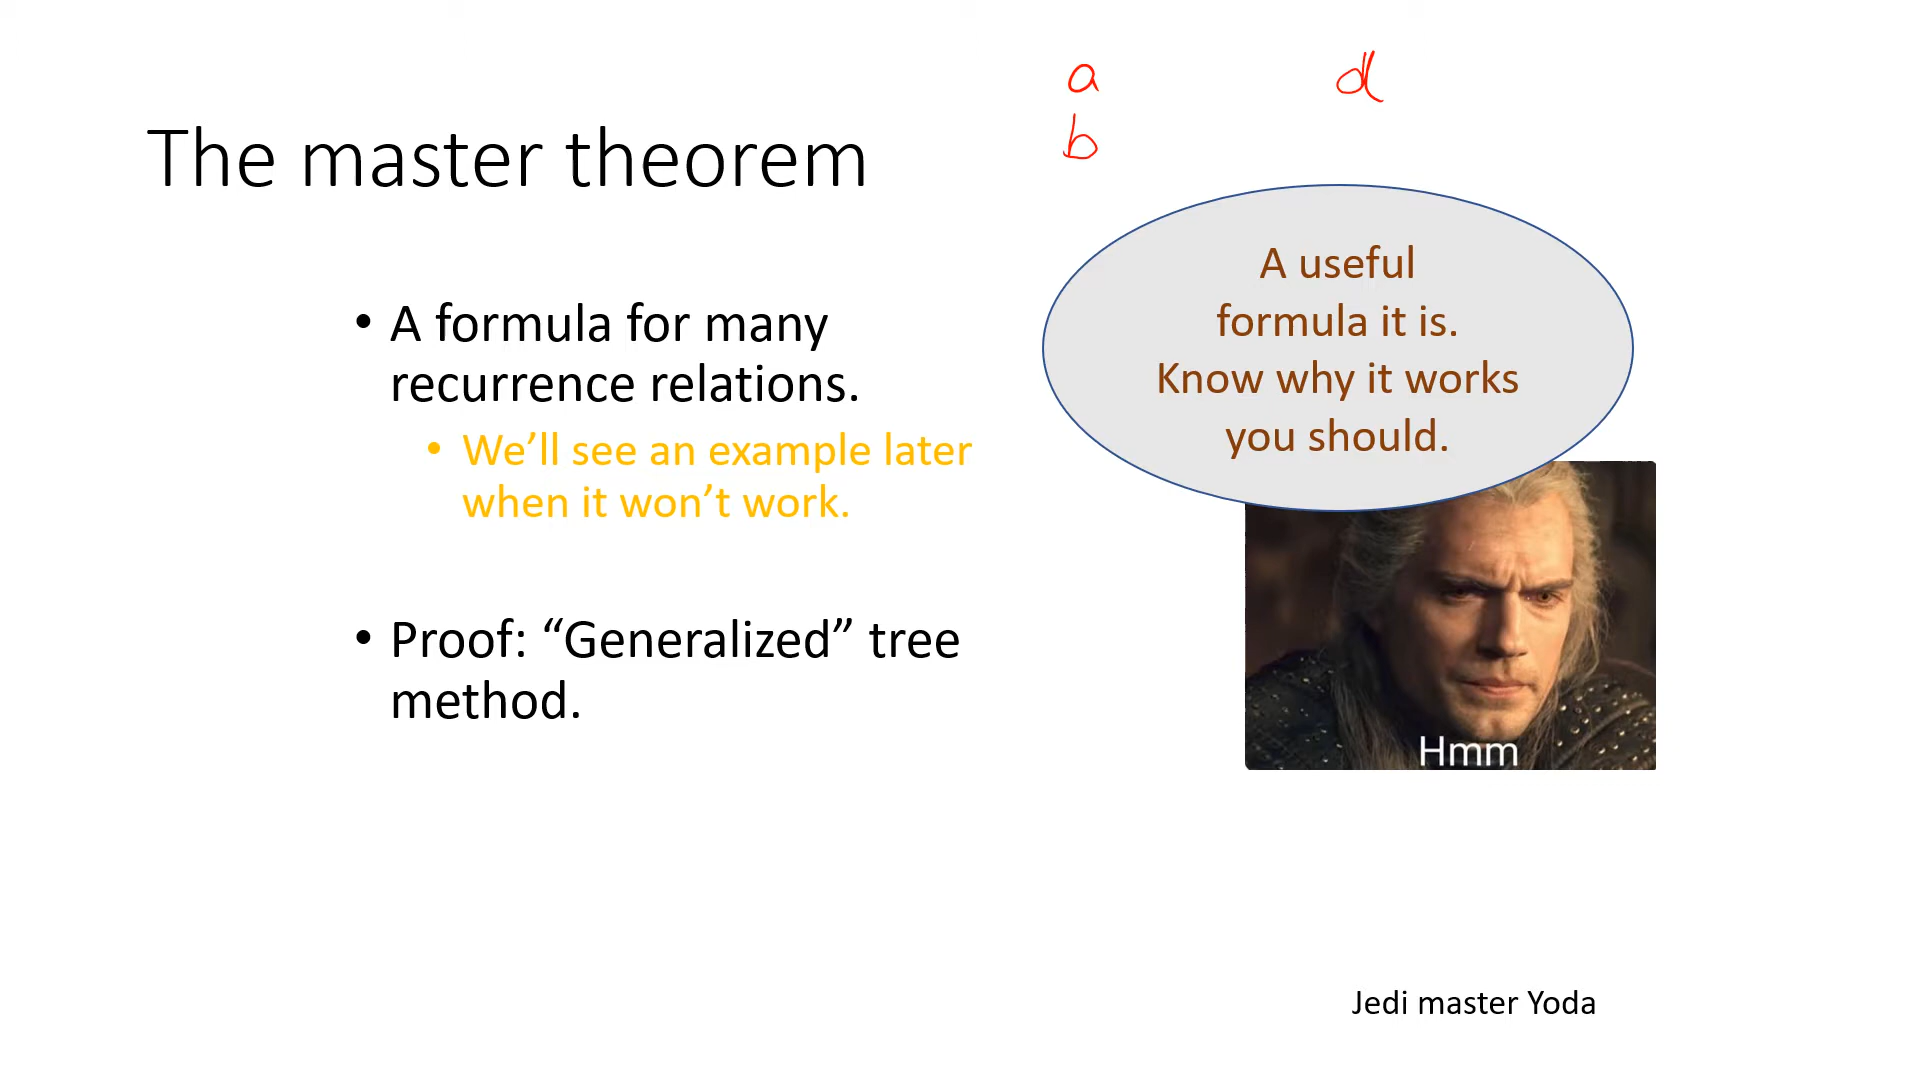 a
d
b
The master theorem
• A formula for many
recurrence relations.
• We’ll see an example later
when it won’t work.
• Proof: “Generalized” tree
method.
A useful
formula it is.
Know why it works
you should.
Hmm
Jedi master Yoda